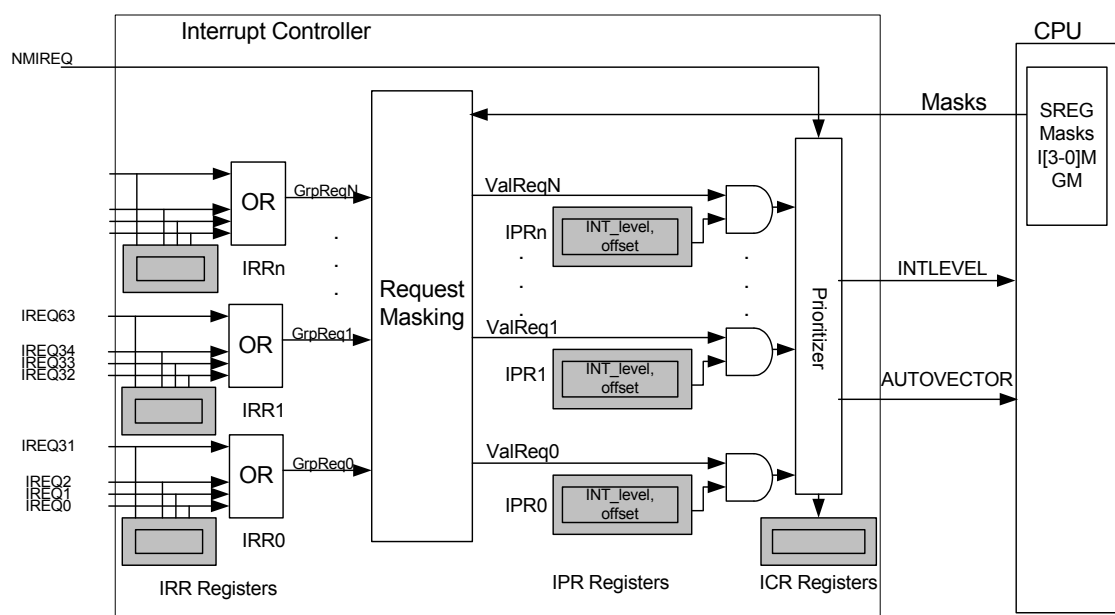 Interrupt Controller
CPU
NMIREQ
Masks
SREG
Masks
I[3-0]M
GM
OR
GrpReqN
ValReqN
IPRn
INT_level,
offset
IRRn
Request
Masking
Prioritizer
INTLEVEL
IREQ63
OR
GrpReq1
ValReq1
IREQ34
IREQ33
IREQ32
IPR1
INT_level,
offset
AUTOVECTOR
IRR1
IREQ31
OR
GrpReq0
ValReq0
IREQ2
IREQ1
IREQ0
IPR0
INT_level,
offset
IRR0
IRR Registers
IPR Registers
ICR Registers